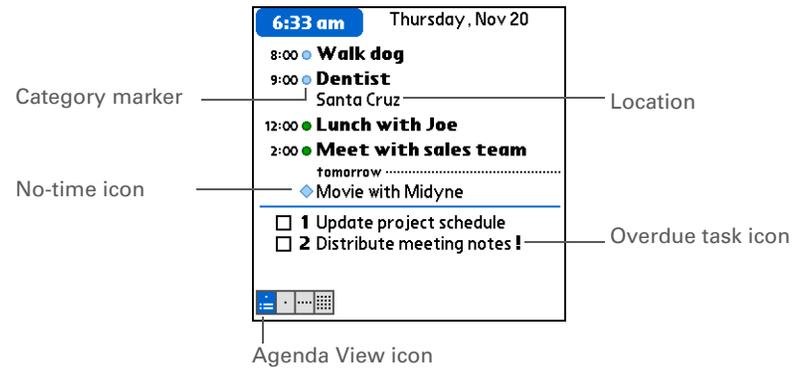 6:33 am Thursday, Nov 20
8:00 Walk dog
9:00 Dentist
Category marker
Santa Cruz
Location
12:00 Lunch with Joe
2:00 Meet with sales team
tomorrow
No-time icon
Movie with Midyne
1 Update project schedule
2 Distribute meeting notes !
Overdue task icon
Agenda View icon